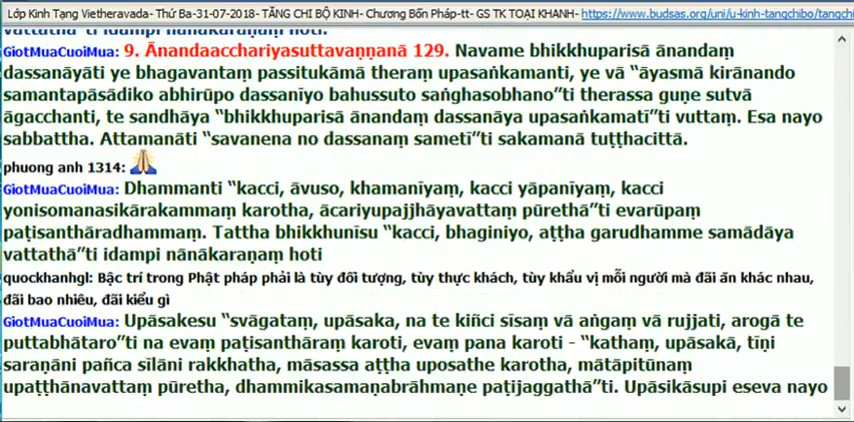 Lớp Kinh Tạng Vietheravada- Thứ Ba-31-07-2018- TĂNG CHI BỘ KINH- Chương Bốn Pháp-tt- GS TK TOẠI KHANH- https://www.budsas.org/uni/u-kinh-tangchibo/tangchi
vattathā"ti idampi nānākaraṇaṃ hoti.
GiotMuaCuoiMua: 9. Ānandaacchariyasuttavaṇṇanā 129. Navame bhikkhuparisā ānandaṃ
dassanāyāti ye bhagavantaṃ passitukāmā theraṃ upasaṅkamanti, ye vā "āyasmā kirānando
samantapāsādiko abhirūpo dassanīyo bahussuto saṅghasobhano"ti therassa guṇe sutvā
āgacchanti, te sandhāya "bhikkhuparisā ānandaṃ dassanāya upasaṅkamatī"ti vuttaṃ. Esa nayo
sabbattha. Attamanāti "savanena no dassanaṃ sametī"ti sakamanā tuṭṭhacittā.
phuong anh 1314:
GiotMuaCuoiMua: Dhammanti "kacci, āvuso, khamanīyaṃ, kacci yāpanīyaṃ, kacci
yonisomanasikārakammaṃ karotha, ācariyupajjhāyavattaṃ pūrethā"ti evarūpaṃ
paṭisanthāradhammaṃ. Tattha bhikkhunīsu "kacci, bhaginiyo, aṭṭha garudhamme samādāya
vattathā"ti idampi nānākaraṇaṃ hoti
quockhanhgl: Bậc trí trong Phật pháp phải là tùy đối tượng, tùy thực khách, tùy khẩu vị mỗi người mà đãi ăn khác nhau,
đãi bao nhiêu, đãi kiểu gì
GiotMuaCuoiMua: Upāsakesu "svāgataṃ, upāsaka, na te kiñci sīsaṃ vā aṅgaṃ vā rujjati, arogā te
puttabhātaro"ti na evaṃ paṭisanthāraṃ karoti, evaṃ pana karoti - "kathaṃ, upāsakā, tīṇi
saraṇāni pañca sīlāni rakkhatha, māsassa aṭṭha uposathe karotha, mātāpitūnaṃ
upaṭṭhānavattaṃ pūretha, dhammikasamaṇabrāhmaṇe paṭijaggathā"ti. Upāsikāsupi eseva nayo